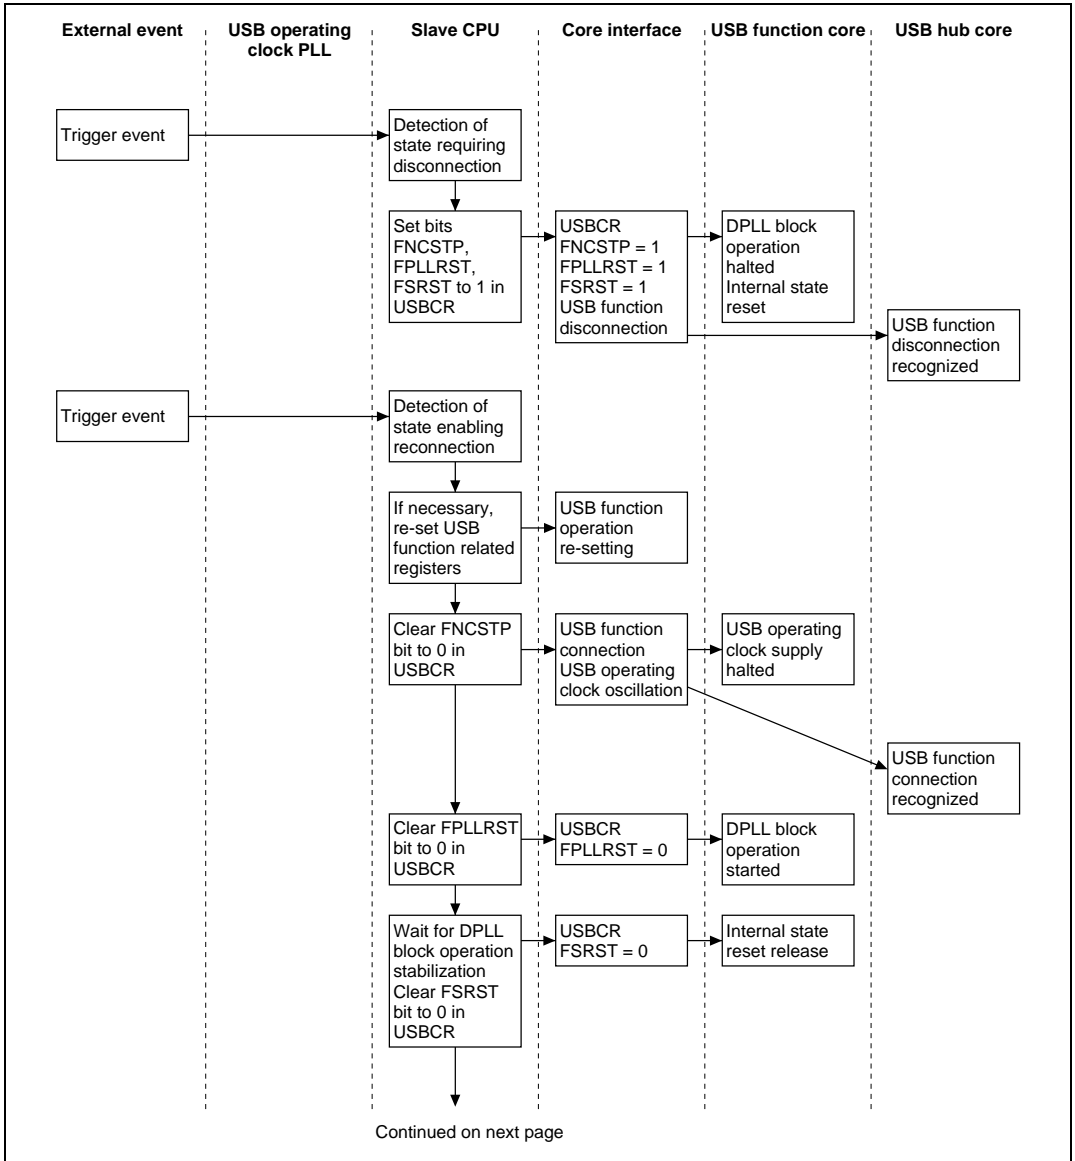 External event
USB operating
clock PLL
Slave CPU
Core interface
USB function core
USB hub core
Trigger event
Detection of
state requiring
disconnection
Set bits
FNCSTP,
FPLLRST,
FSRST to 1 in
USBCR
USBCR
FNCSTP = 1
FPLLRST = 1
FSRST = 1
USB function
disconnection
DPLL block
operation
halted
Internal state
reset
USB function
disconnection
recognized
Trigger event
Detection of
state enabling
reconnection
If necessary,
re-set USB
function related
registers
USB function
operation
re-setting
Clear FNCSTP
bit to 0 in
USBCR
USB function
connection
USB operating
clock oscillation
USB operating
clock supply
halted
USB function
connection
recognized
Clear FPLLRST
bit to 0 in
USBCR
USBCR
FPLLRST = 0
DPLL block
operation
started
Wait for DPLL
block operation
stabilization
Clear FSRST
bit to 0 in
USBCR
USBCR
FSRST = 0
Internal state
reset release
Continued on next page